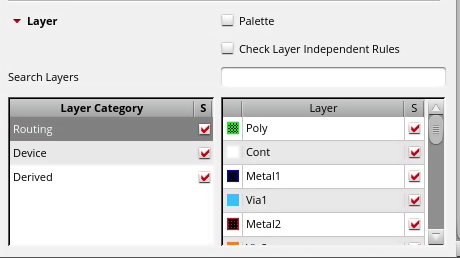 Layer
Palette
Check Layer Independent Rules
Search Layers
Layer Category S
Layer S
Routing
Device
Derived
Poly
Cont
Metal1
Via1
Metal2